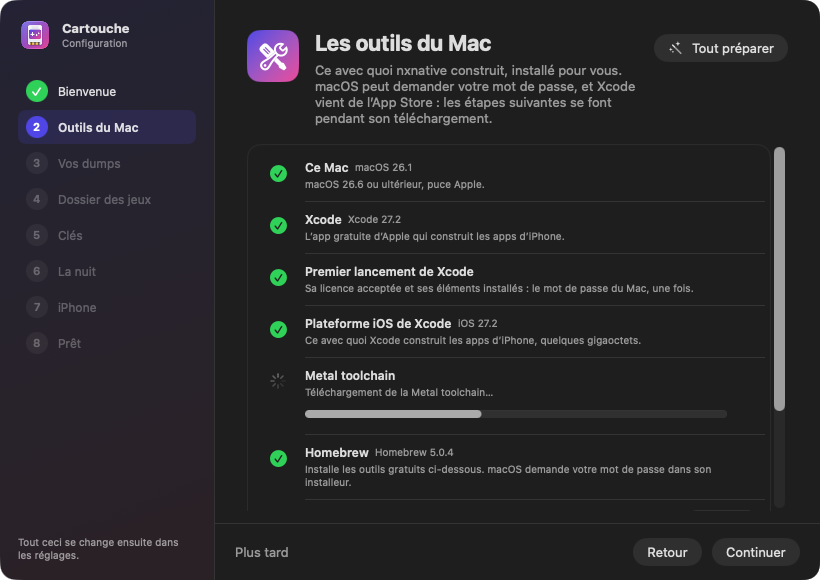 Cartouche
Configuration
Bienvenue
2 Outils du Mac
3 Vos dumps
4 Dossier des jeux
5 Clés
6 La nuit
7 iPhone
8 Prêt
Tout ceci se change ensuite dans
les réglages.
Les outils du Mac
Tout préparer
Ce avec quoi nxnative construit, installé pour vous.
macOS peut demander votre mot de passe, et Xcode
vient de l’App Store : les étapes suivantes se font
pendant son téléchargement.
Ce Mac macOS 26.1
macOS 26.6 ou ultérieur, puce Apple.
Xcode Xcode 27.2
L’app gratuite d’Apple qui construit les apps d’iPhone.
Premier lancement de Xcode
Sa licence acceptée et ses éléments installés : le mot de passe du Mac, une fois.
Plateforme iOS de Xcode iOS 27.2
Ce avec quoi Xcode construit les apps d’iPhone, quelques gigaoctets.
Metal toolchain
Téléchargement de la Metal toolchain…
Homebrew Homebrew 5.0.4
Installe les outils gratuits ci-dessous. macOS demande votre mot de passe dans son
installeur.
Plus tard
Retour
Continuer